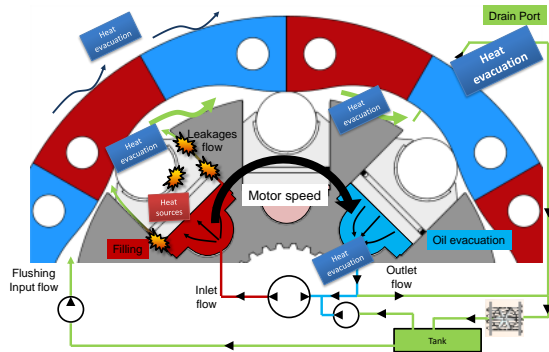 Drain Port
Heat
evacuation
Heat
evacuation
Heat
evacuation
Heat
evacuation
Leakages
flow
Heat
sources
Motor speed
Filling
Oil evacuation
Heat
evacuation
Flushing
Input flow
Inlet
flow
Outlet
flow
Tank